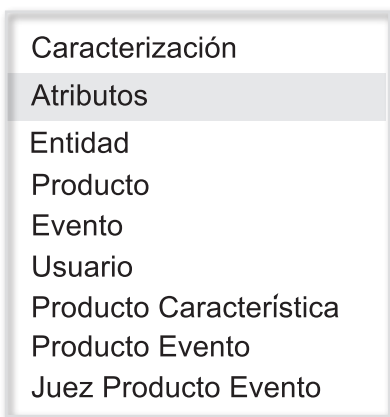 Caracterización
Atributos
Entidad
Producto
Evento
Usuario
Producto Característica
Producto Evento
Juez Producto Evento